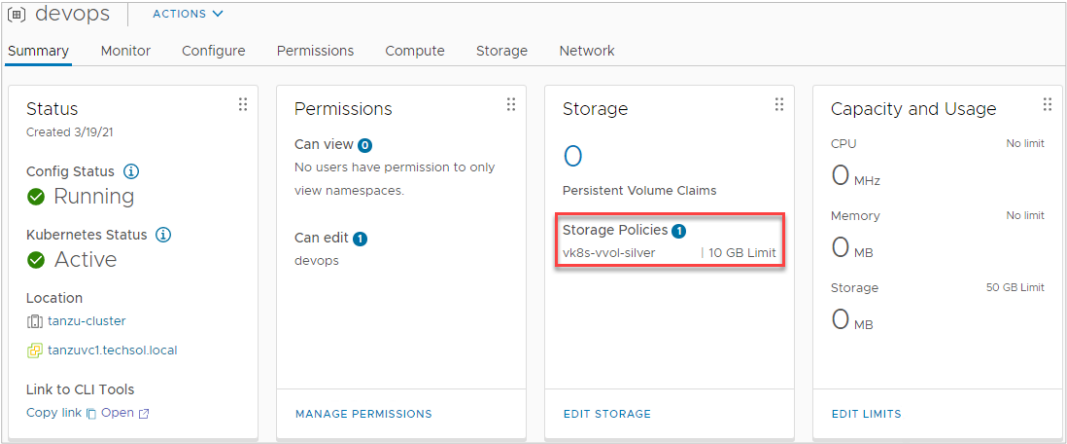 devops ACTIONS
Summary Monitor Configure Permissions Compute Storage Network
Status
Created 3/19/21
Config Status
Running
Kubernetes Status
Active
Location
tanzu-cluster
tanzuvc1.techsol.local
Link to CLI Tools
Copy link Open
Permissions
Can view 0
No users have permission to only
view namespaces.
Can edit 1
devops
MANAGE PERMISSIONS
Storage
0
Persistent Volume Claims
Storage Policies 1
vk8s-vvol-silver | 10 GB Limit
EDIT STORAGE
Capacity and Usage
CPU No limit
0 MHz
Memory No limit
0 MB
Storage 50 GB Limit
0 MB
EDIT LIMITS